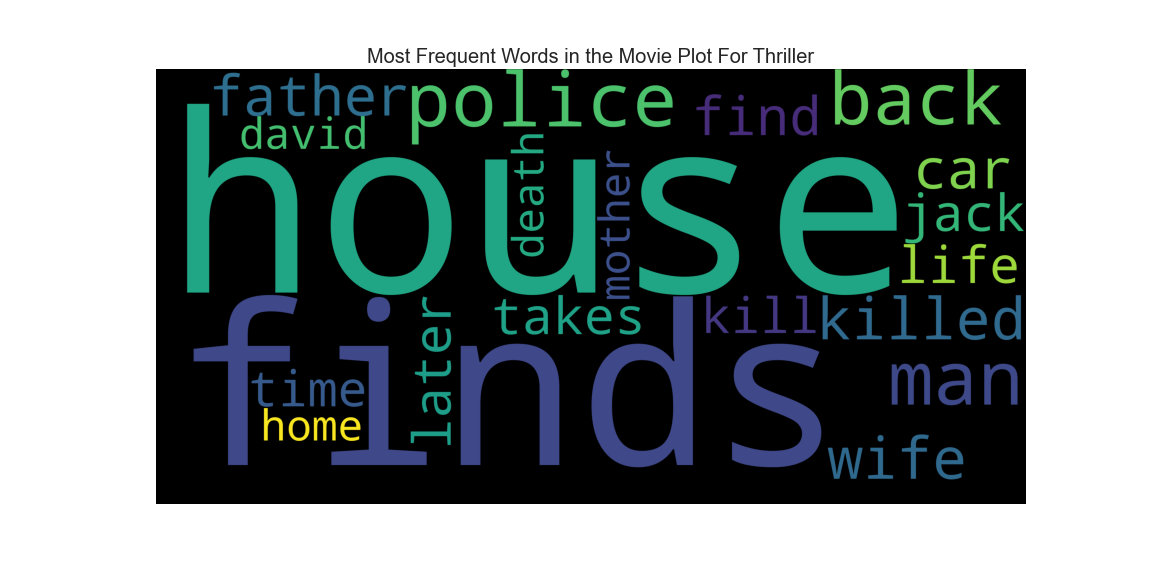 Most Frequent Words in the Movie Plot For Thriller
father
police
find
back
david
house
death
mother
car
jack
life
finds
later
takes
kill
killed
time
man
home
wife